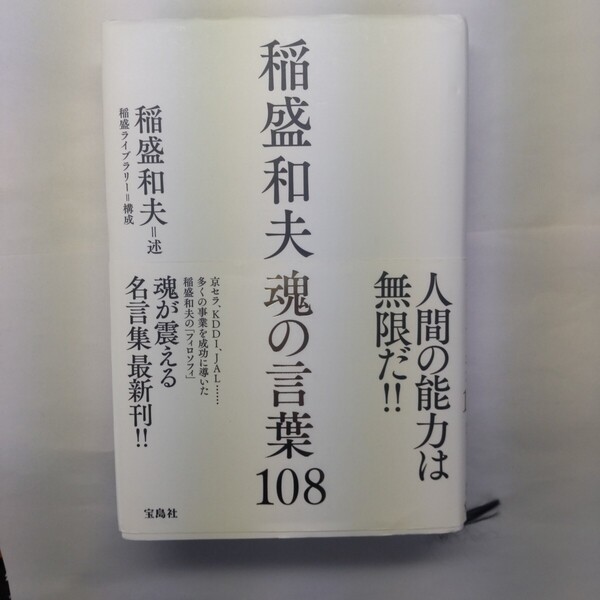 稲盛和夫 魂の言葉108
稲盛和夫=述
稲盛ライブラリー=構成
人間の能力は
無限だ!!
京セラ、KDDI、JAL……
多くの事業を成功に導いた
稲盛和夫の「フィロソフィ」
魂が震える
名言集 最新刊!!
宝島社